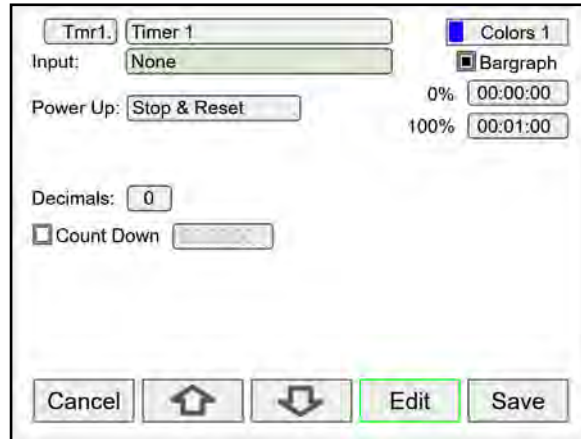 Tmr1. Timer 1 Colors 1
Input: None Bargraph
0% 00:00:00
Power Up: Stop & Reset
100% 00:01:00
Decimals: 0
Count Down
Cancel Edit Save